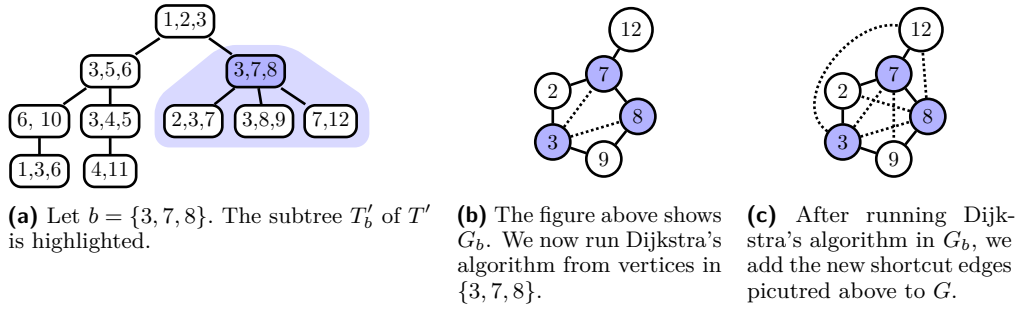 1,2,3
3,5,6
3,7,8
6, 10
3,4,5
2,3,7
3,8,9
7,12
1,3,6
4,11
(a) Let b = {3, 7, 8}. The subtree T′_b of T′
is highlighted.
12
7
2
8
3
9
(b) The figure above shows
G_b. We now run Dijkstra's
algorithm from vertices in
{3, 7, 8}.
12
7
2
8
3
9
(c) After running Dijk-
stra's algorithm in G_b, we
add the new shortcut edges
picutred above to G.